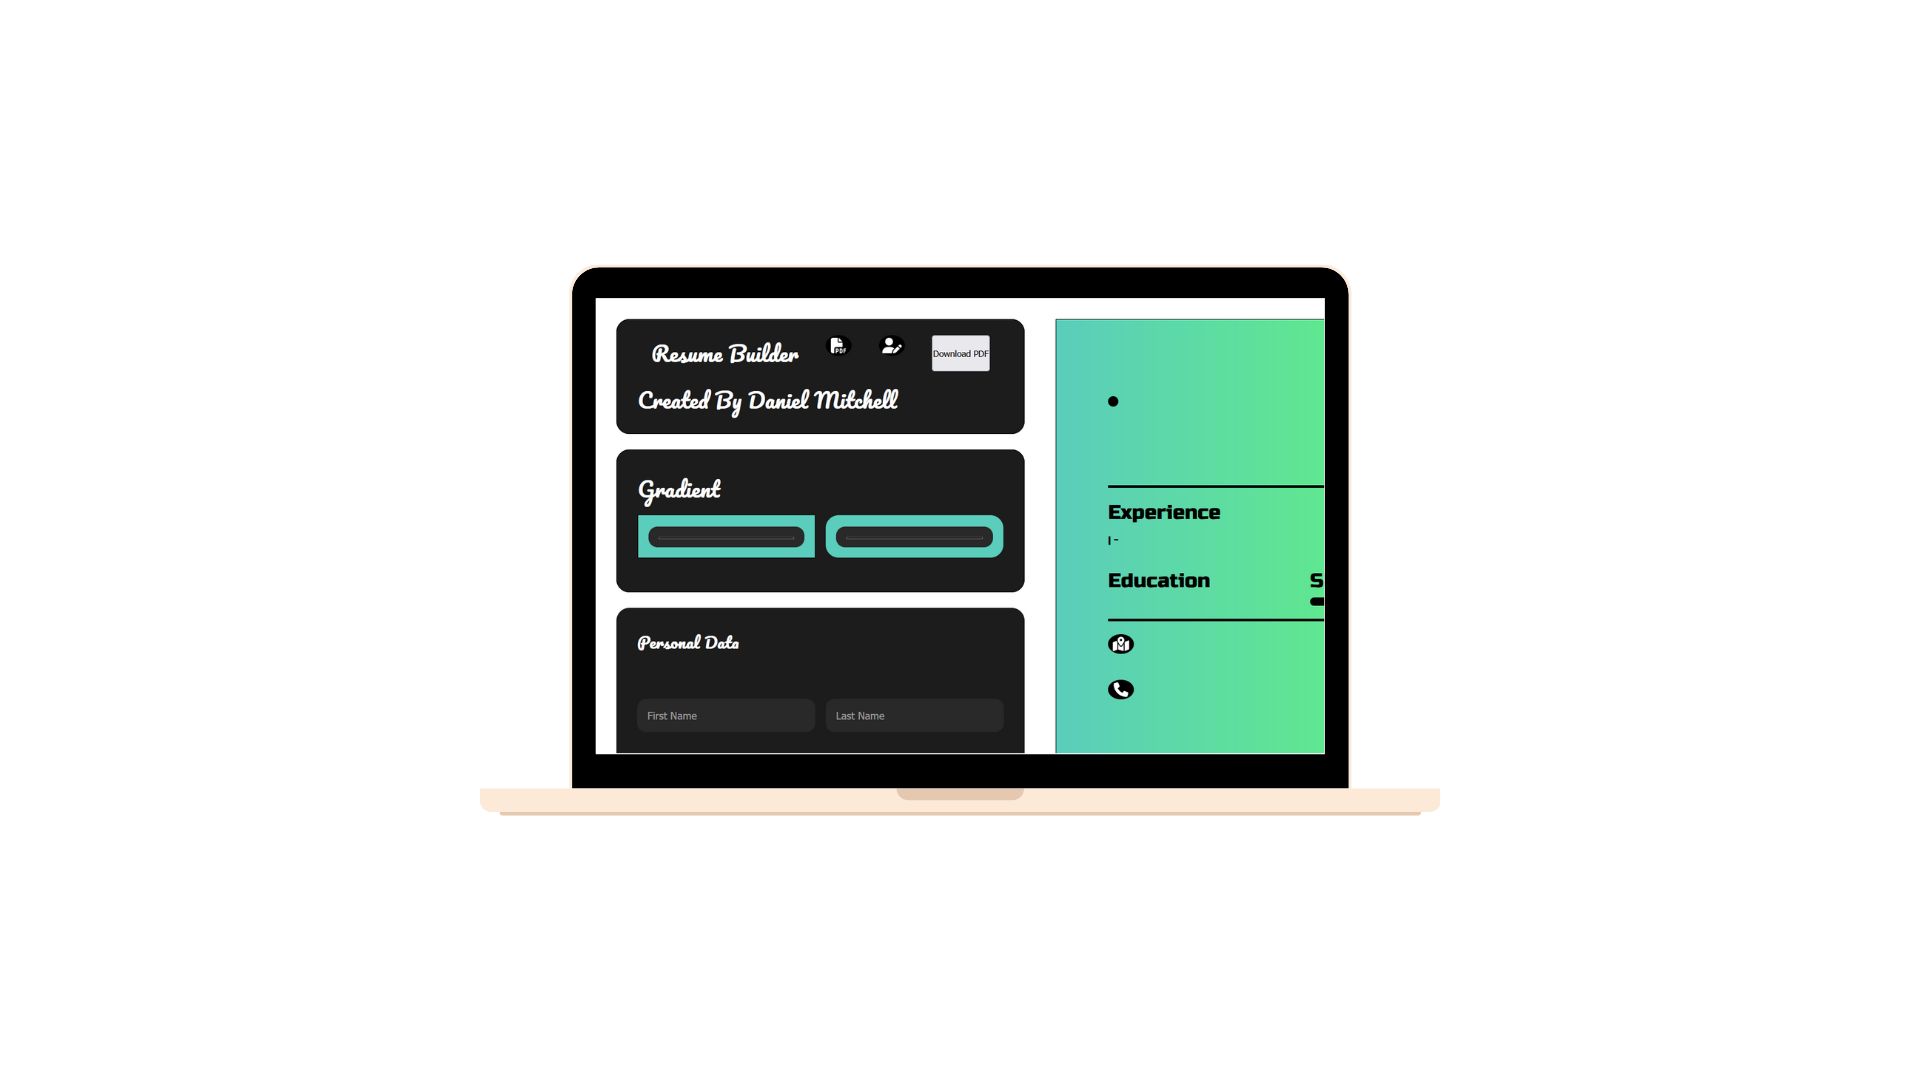 Resume Builder
PDF
Download PDF
Created By Daniel Mitchell
Gradient
Personal Data
First Name
Last Name
Experience
| -
Education
S